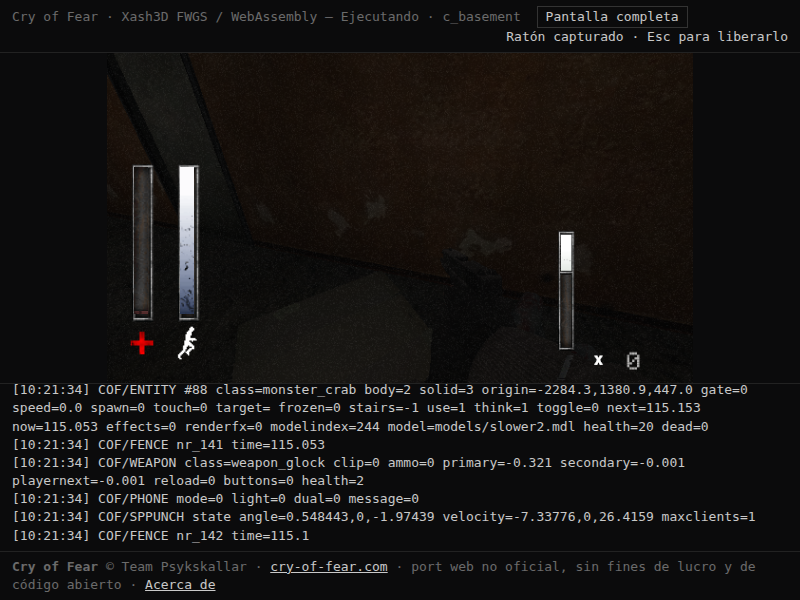 Cry of Fear · Xash3D FWGS / WebAssembly — Ejecutando · c_basement
Pantalla completa
Ratón capturado · Esc para liberarlo
x 0
[10:21:34] COF/ENTITY #88 class=monster_crab body=2 solid=3 origin=-2284.3,1380.9,447.0 gate=0
speed=0.0 spawn=0 touch=0 target= frozen=0 stairs=-1 use=1 think=1 toggle=0 next=115.153
now=115.053 effects=0 renderfx=0 modelindex=244 model=models/slower2.mdl health=20 dead=0
[10:21:34] COF/FENCE nr_141 time=115.053
[10:21:34] COF/WEAPON class=weapon_glock clip=0 ammo=0 primary=-0.321 secondary=-0.001
playernext=-0.001 reload=0 buttons=0 health=2
[10:21:34] COF/PHONE mode=0 light=0 dual=0 message=0
[10:21:34] COF/SPPUNCH state angle=0.548443,0,-1.97439 velocity=-7.33776,0,26.4159 maxclients=1
[10:21:34] COF/FENCE nr_142 time=115.1
Cry of Fear © Team Psykskallar · cry-of-fear.com · port web no oficial, sin fines de lucro y de
código abierto · Acerca de